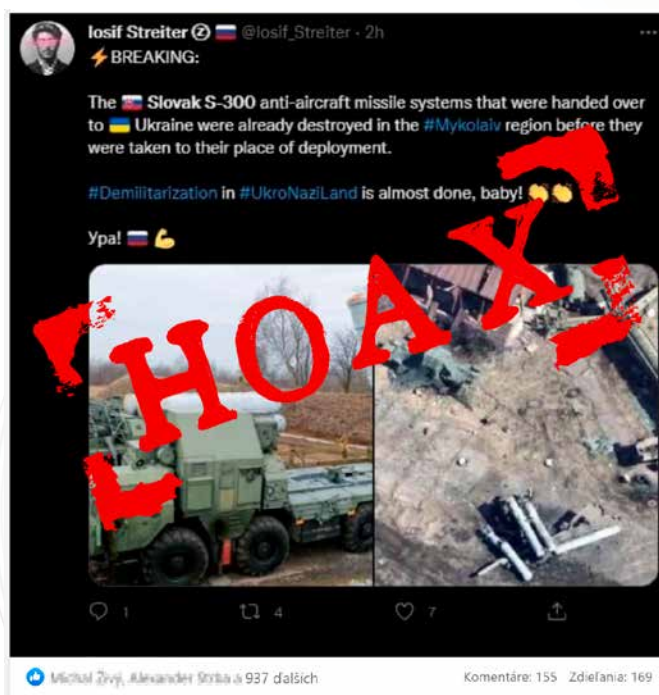 Iosif Streiter Ⓩ 🇷🇺 @Iosif_Streiter · 2h
⚡BREAKING:
The 🇸🇰 Slovak S-300 anti-aircraft missile systems that were handed over
to 🇺🇦 Ukraine were already destroyed in the #Mykolaiv region before they
were taken to their place of deployment.
#Demilitarization in #UkroNaziLand is almost done, baby! 👏👏
Ура! 🇷🇺 💪
HOAX
1 4 7
937 ďalších Komentáre: 155 Zdieľania: 169